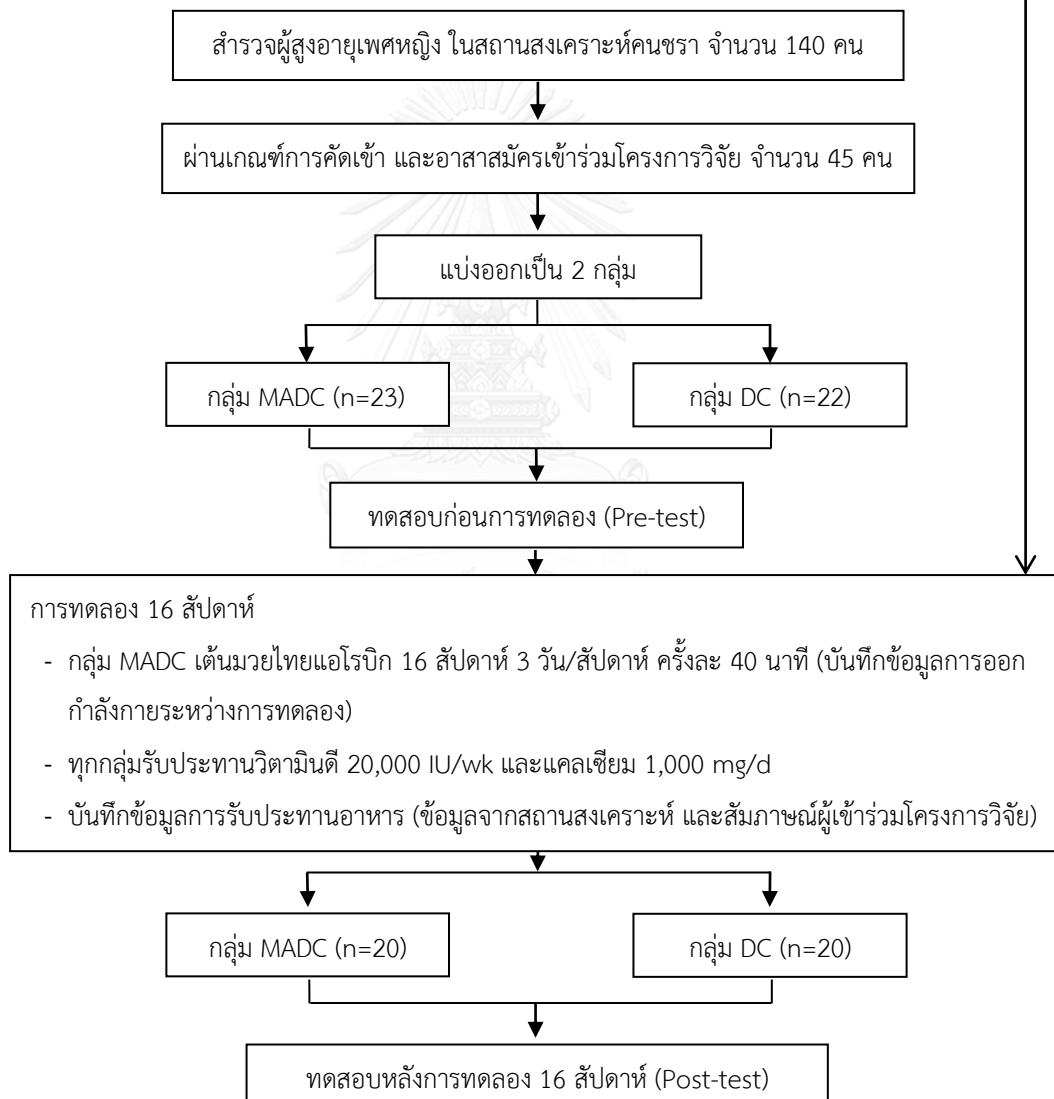 สำรวจผู้สูงอายุเพศหญิง ในสถานสงเคราะห์คนชรา จำนวน 140 คน
ผ่านเกณฑ์การคัดเข้า และอาสาสมัครเข้าร่วมโครงการวิจัย จำนวน 45 คน
แบ่งออกเป็น 2 กลุ่ม
กลุ่ม MADC (n=23)
กลุ่ม DC (n=22)
ทดสอบก่อนการทดลอง (Pre-test)
การทดลอง 16 สัปดาห์
- กลุ่ม MADC เต้นมวยไทยแอโรบิก 16 สัปดาห์ 3 วัน/สัปดาห์ ครั้งละ 40 นาที (บันทึกข้อมูลการออก
กำลังกายระหว่างการทดลอง)
- ทุกกลุ่มรับประทานวิตามินดี 20,000 IU/wk และแคลเซียม 1,000 mg/d
- บันทึกข้อมูลการรับประทานอาหาร (ข้อมูลจากสถานสงเคราะห์ และสัมภาษณ์ผู้เข้าร่วมโครงการวิจัย)
กลุ่ม MADC (n=20)
กลุ่ม DC (n=20)
ทดสอบหลังการทดลอง 16 สัปดาห์ (Post-test)